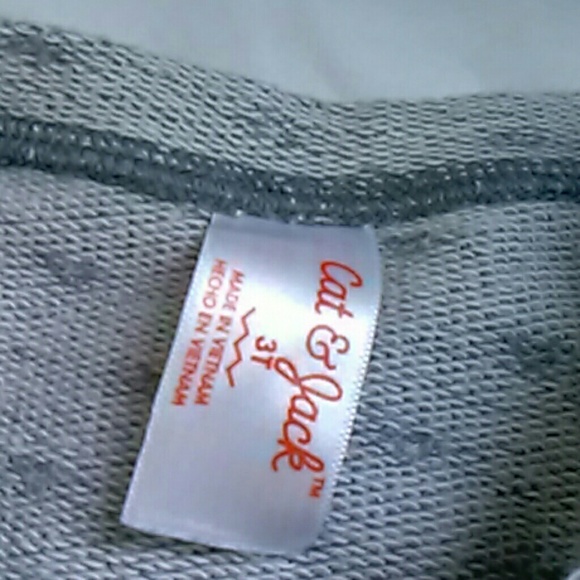 Cat & Jack™
3T
MADE IN VIETNAM
HECHO EN VIETNAM